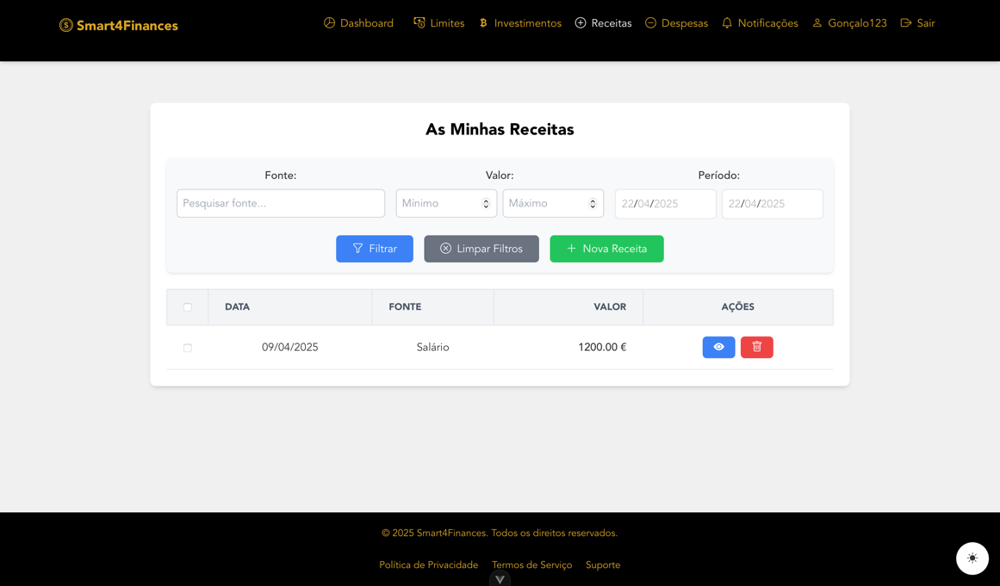 Smart4Finances
Dashboard Limites Investimentos Receitas Despesas Notificações Gonçalo123 Sair
As Minhas Receitas
Fonte: Valor: Período:
Pesquisar fonte... Mínimo Máximo 22/04/2025 22/04/2025
Filtrar Limpar Filtros Nova Receita
DATA FONTE VALOR AÇÕES
09/04/2025 Salário 1200.00 €
© 2025 Smart4Finances. Todos os direitos reservados.
Política de Privacidade Termos de Serviço Suporte